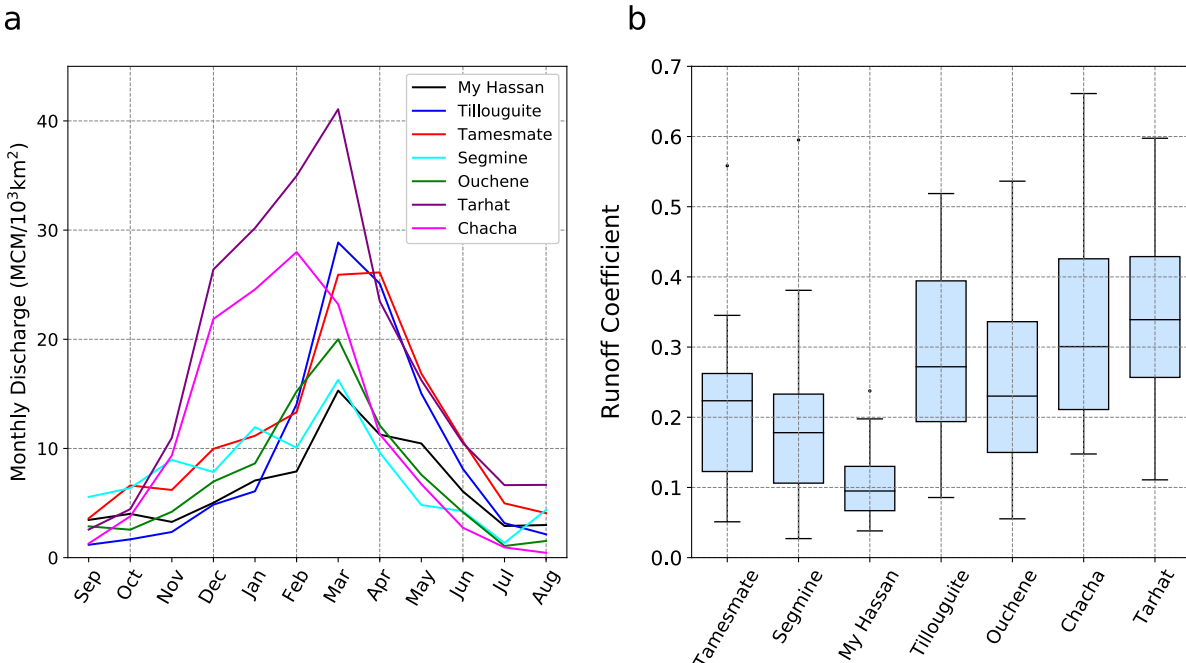 a
Monthly Discharge (MCM/10³km²)
40
30
20
10
0
My Hassan
Tillouguite
Tamesmate
Segmine
Ouchene
Tarhat
Chacha
Sep
Oct
Nov
Dec
Jan
Feb
Mar
Apr
May
Jun
Jul
Aug
b
Runoff Coefficient
0.7
0.6
0.5
0.4
0.3
0.2
0.1
0.0
Tamesmate
Segmine
My Hassan
Tillouguite
Ouchene
Chacha
Tarhat